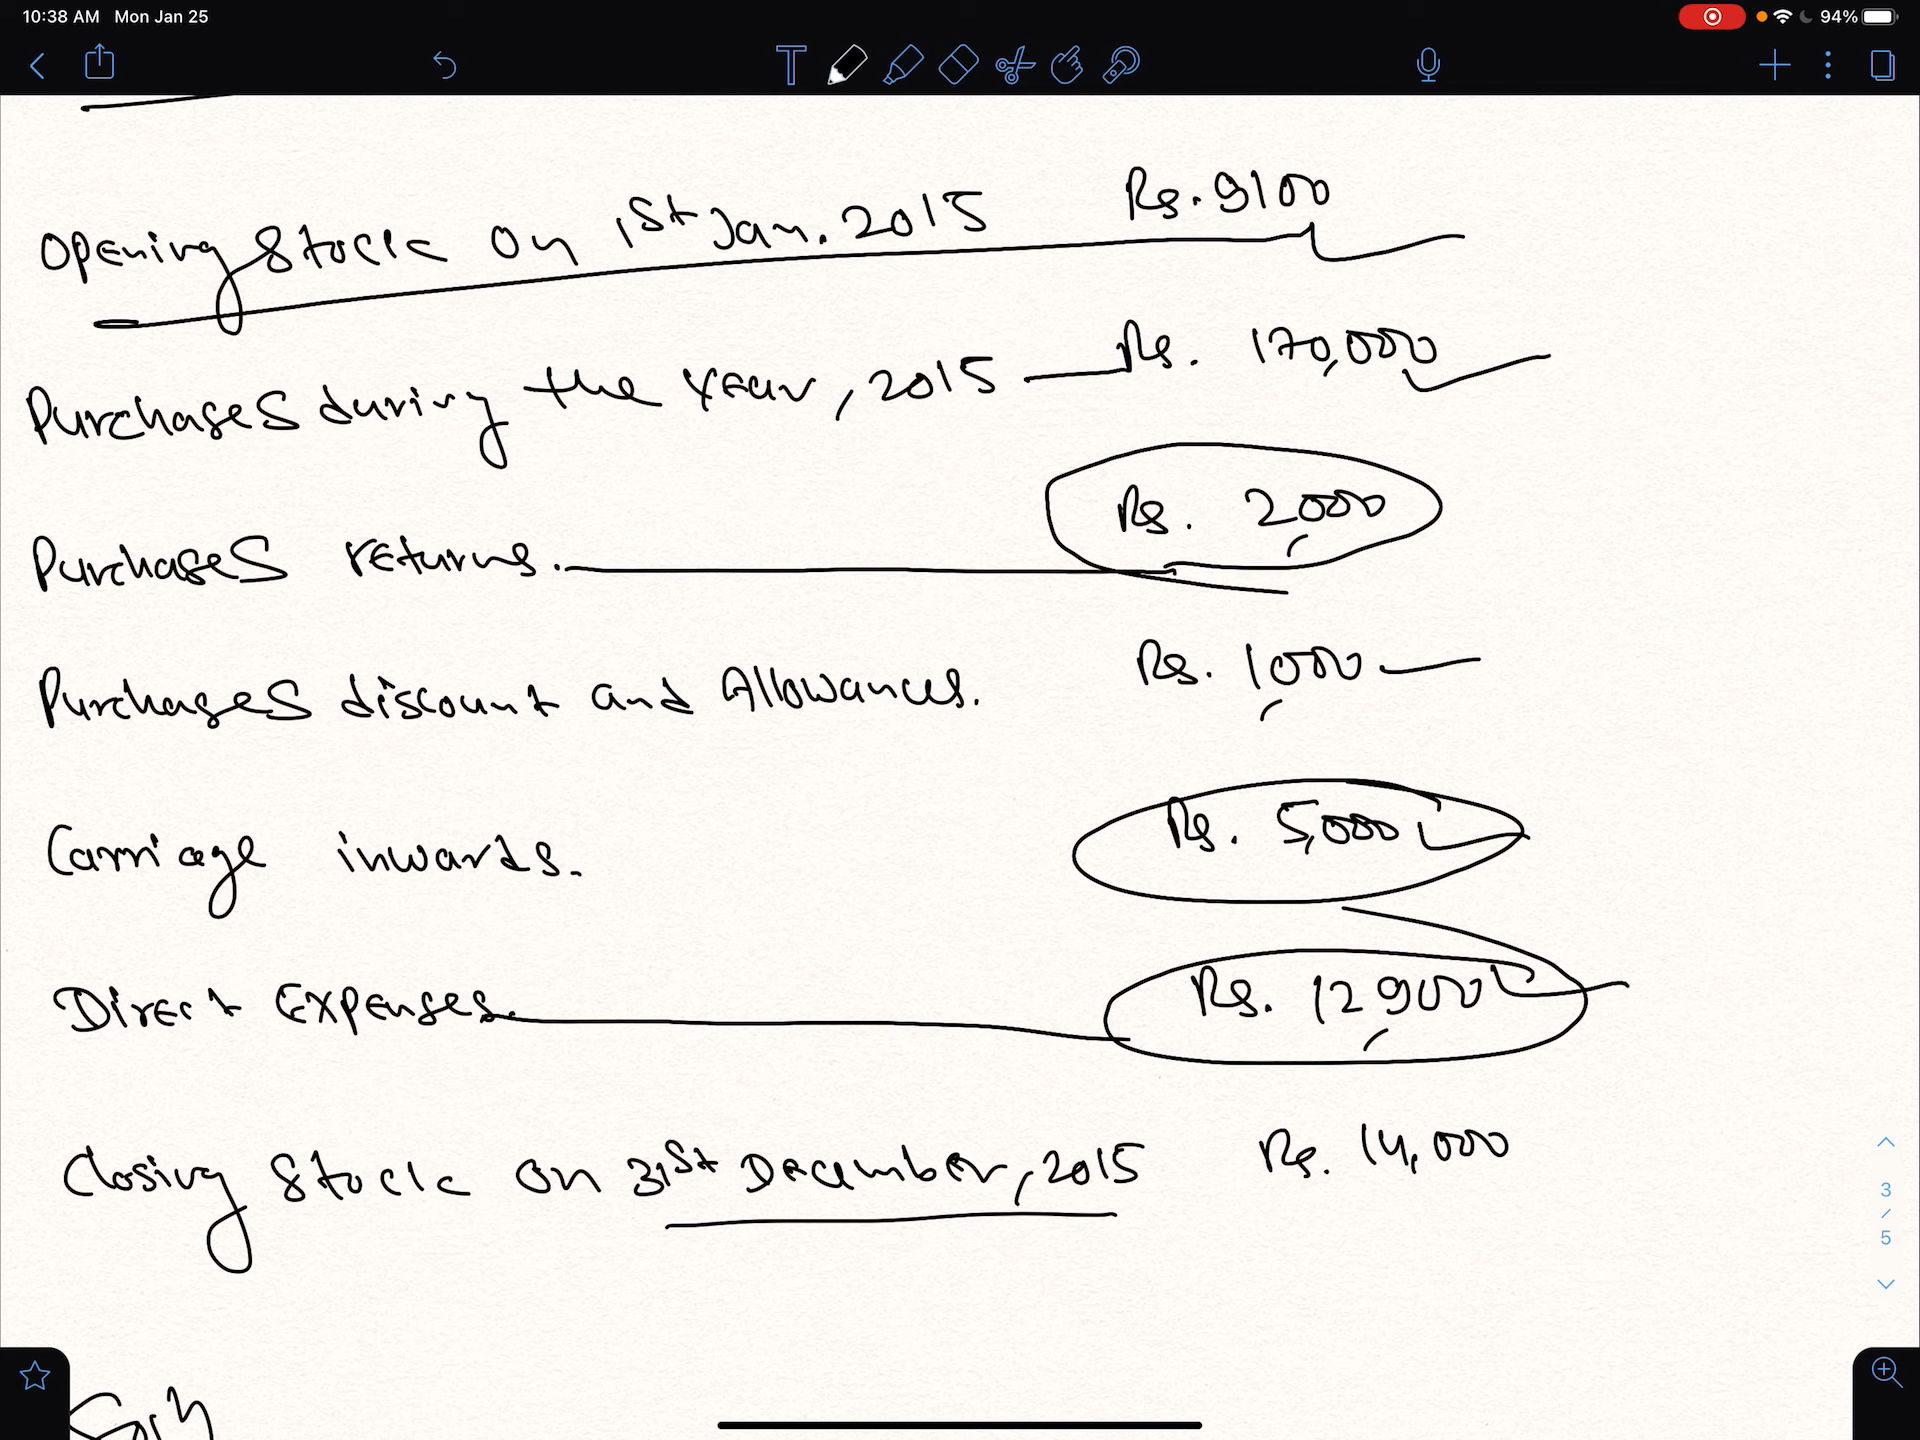 10:38 AM Mon Jan 25
94%
Opening Stock on 1st Jan. 2015 Rs. 9100
Purchases during the Year, 2015 Rs. 170,000
Purchases returns. Rs. 2,000
Purchases discount and Allowances. Rs. 1,000
Carriage inwards. Rs. 5,000
Direct Expenses. Rs. 12,900
Closing Stock on 31st December, 2015 Rs. 14,000
3
/
5